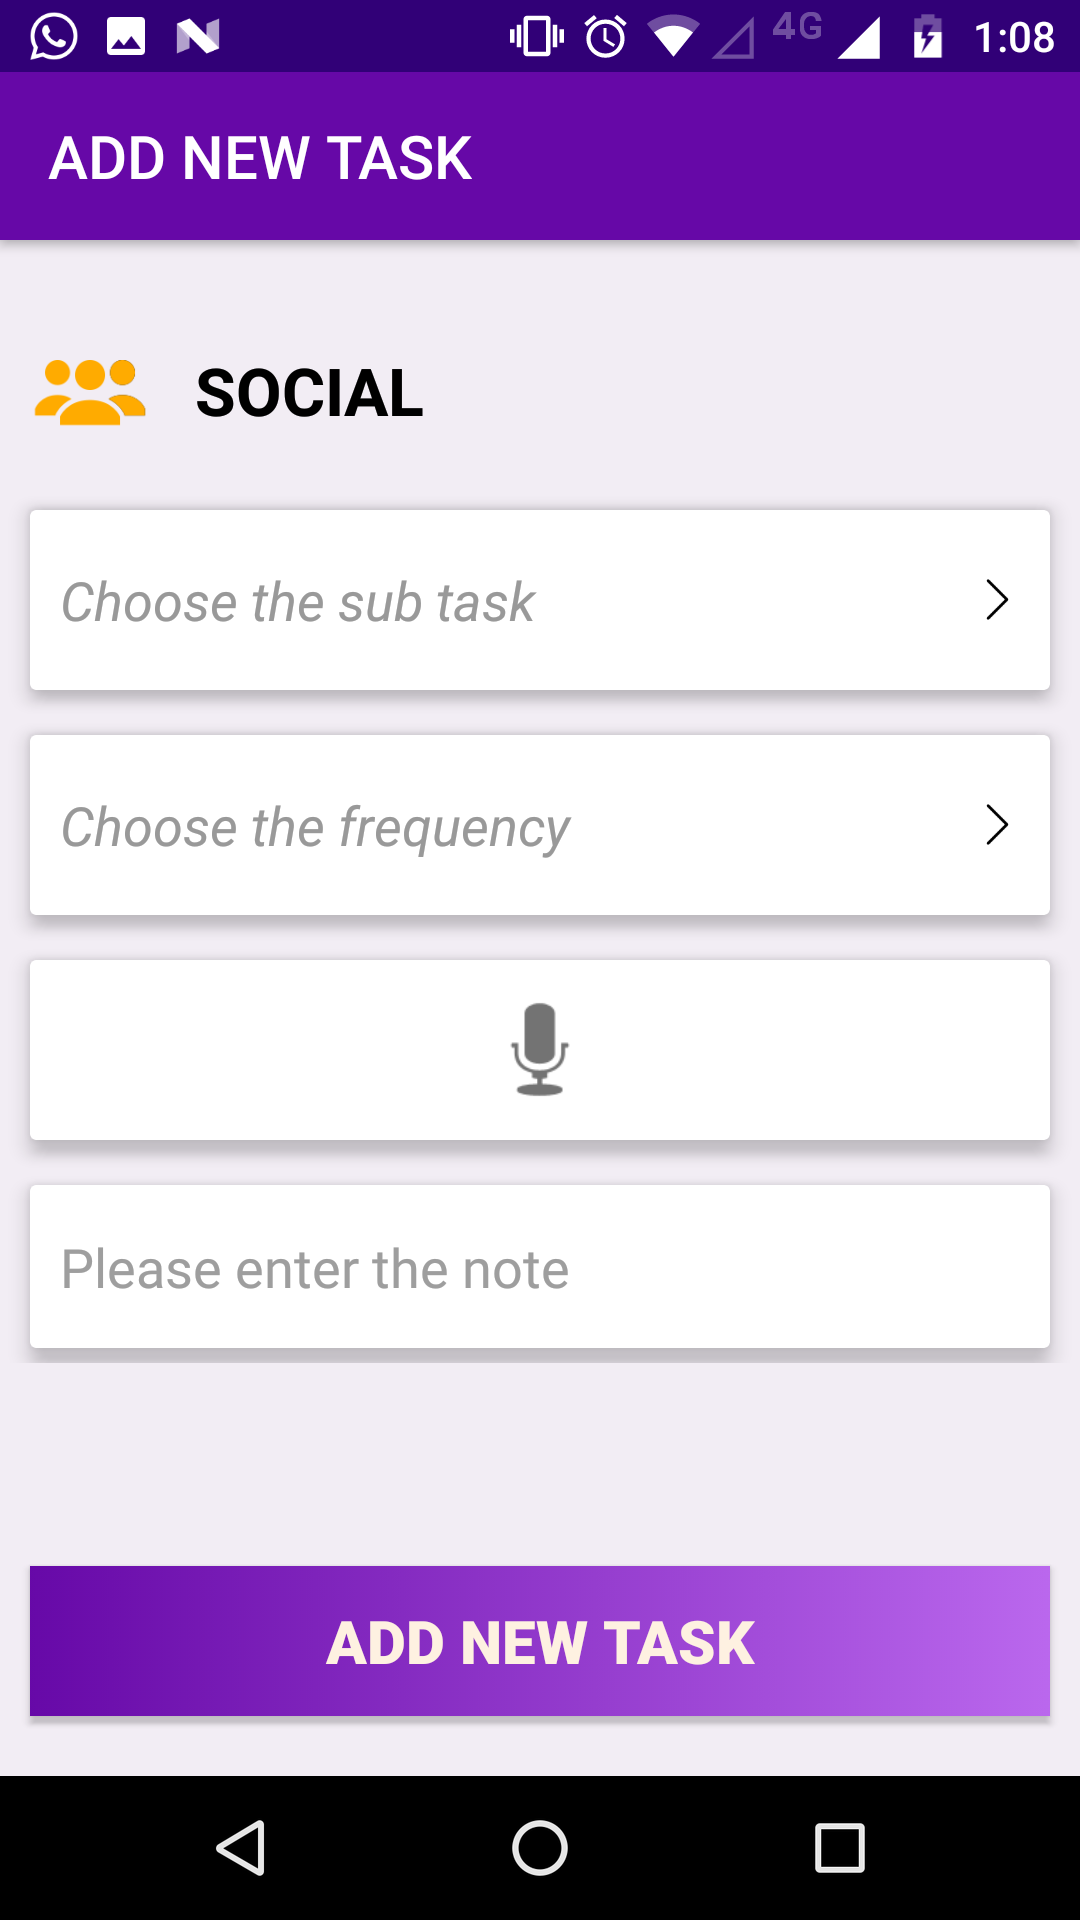 4G 1:08
ADD NEW TASK
SOCIAL
Choose the sub task
Choose the frequency
Please enter the note
ADD NEW TASK